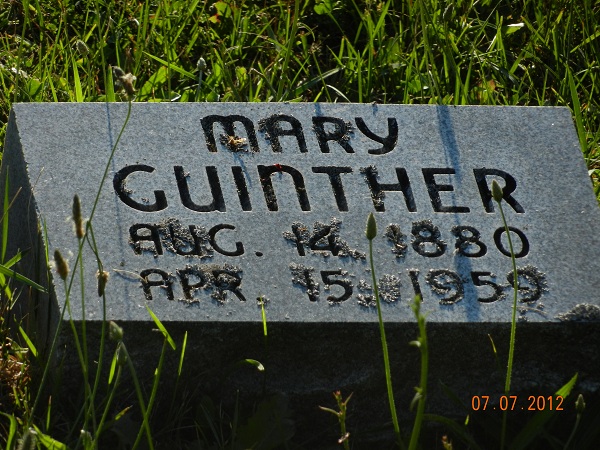 MARY
GUINTHER
AUG. 14 1880
APR 15 1959
07.07.2012